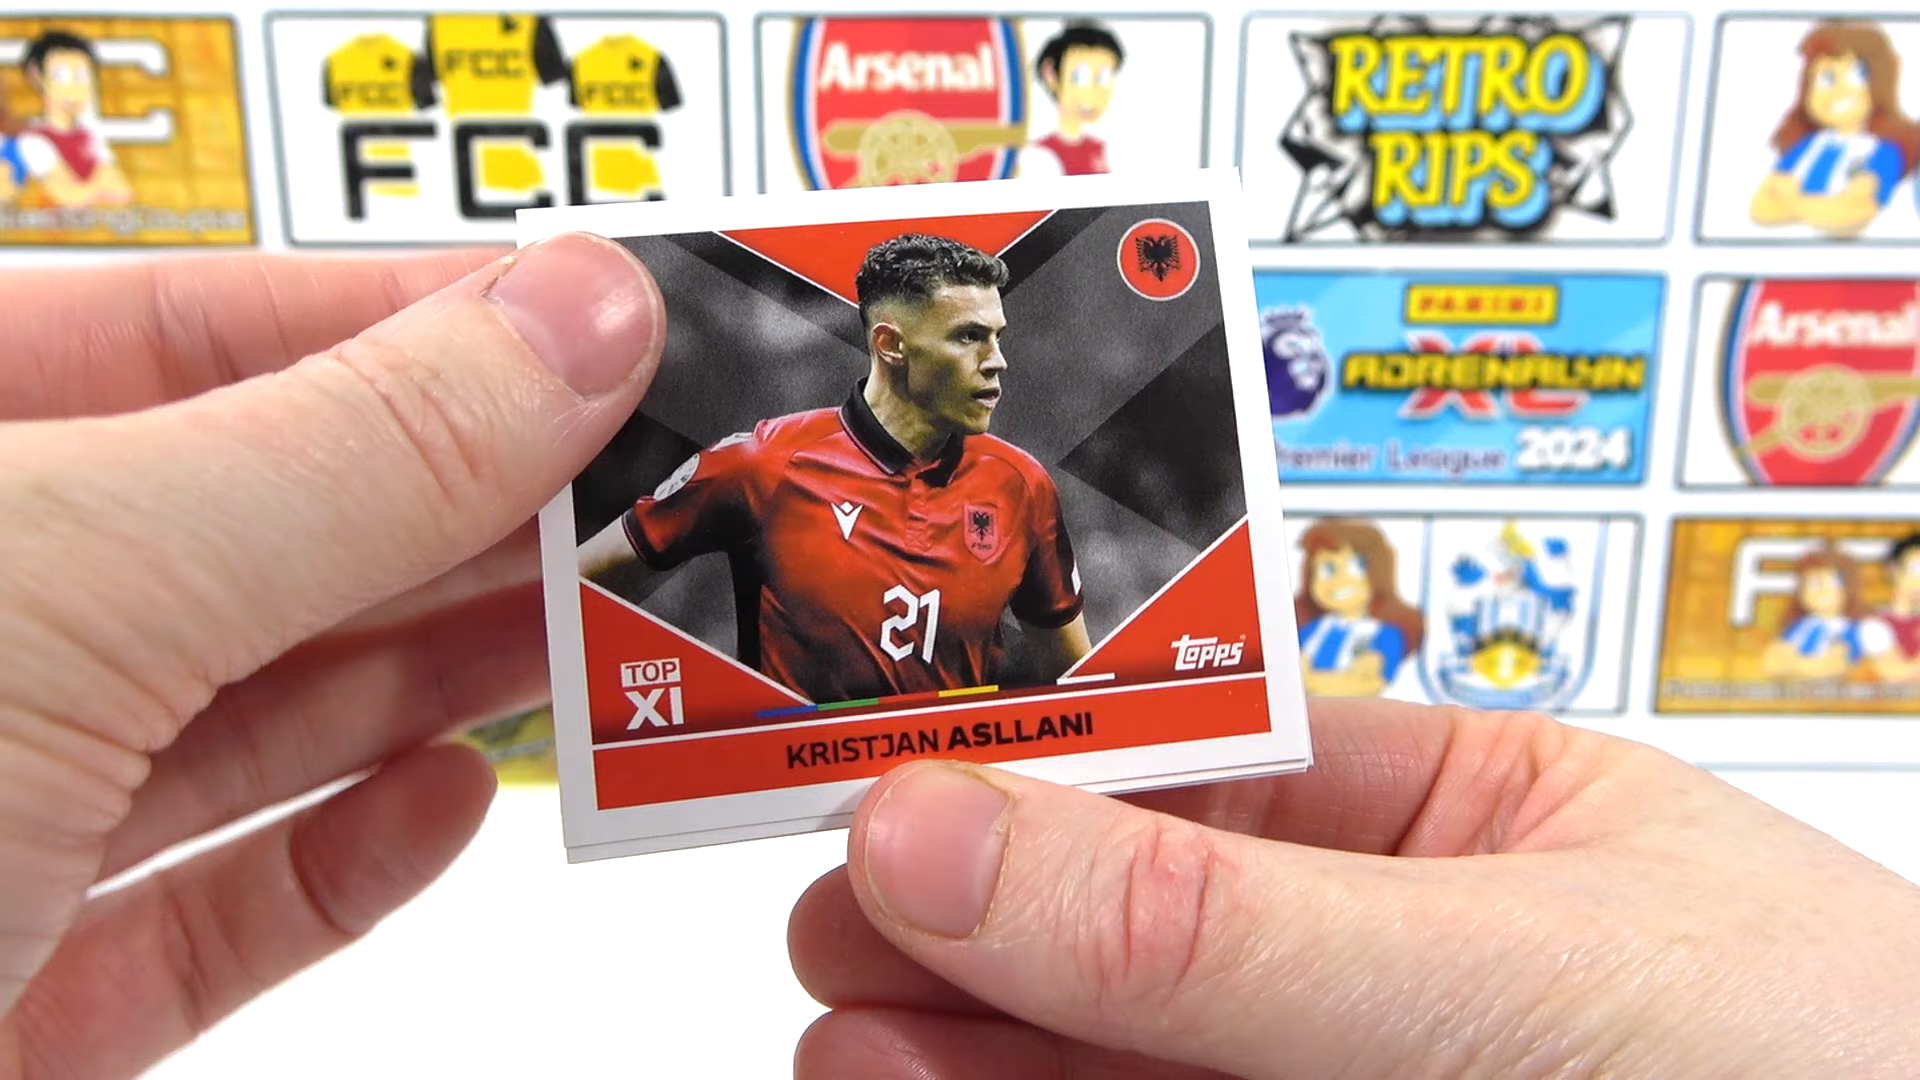 FCC
FCC
FCC
FCC
Arsenal
RETRO
RIPS
PANINI
ADRENALYN
XL
Premier League 2024
Arsenal
21
TOP
XI
topps
KRISTJAN ASLLANI